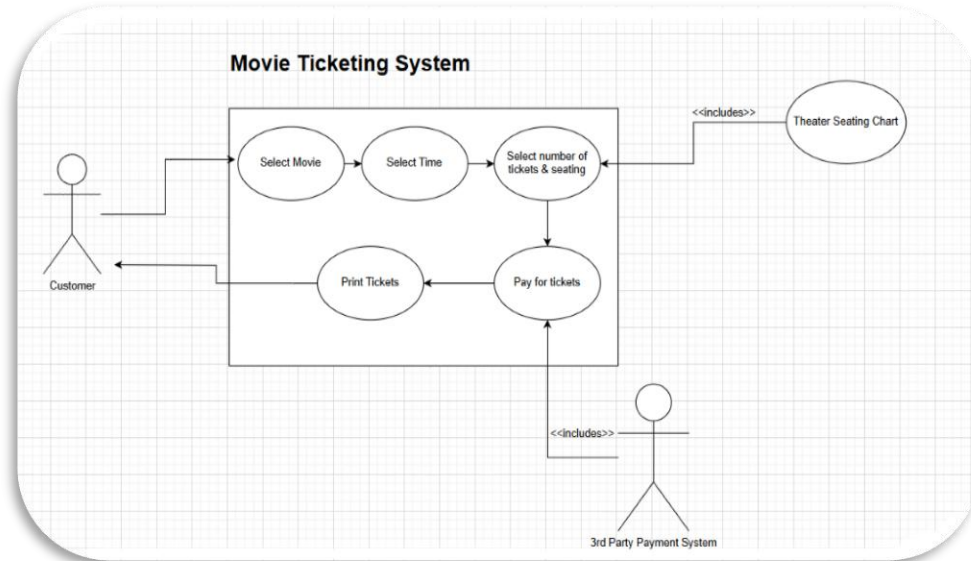 Movie Ticketing System
<<includes>>
Theater Seating Chart
Select Movie
Select Time
Select number of
tickets & seating
Customer
Print Tickets
Pay for tickets
<<includes>>
3rd Party Payment System